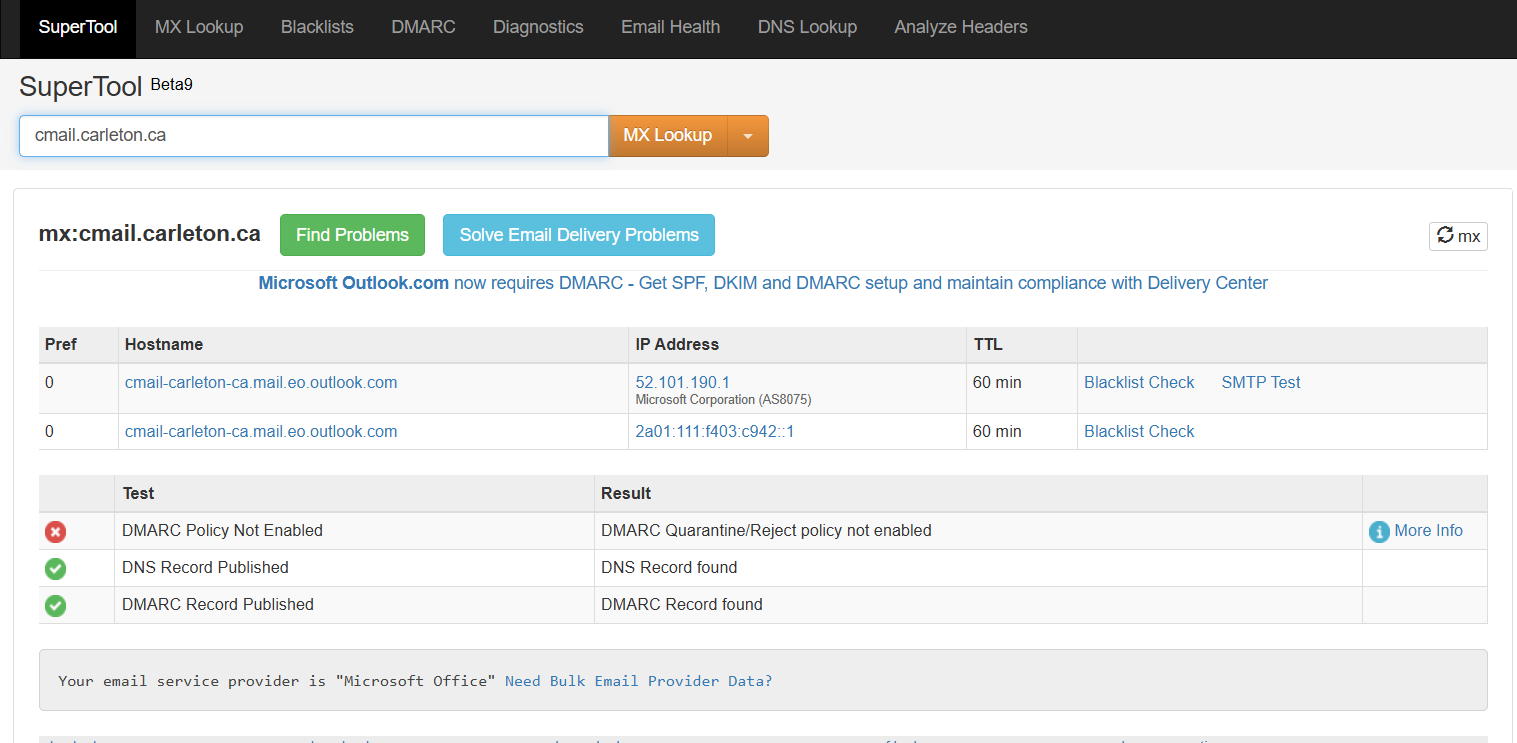 SuperTool MX Lookup Blacklists DMARC Diagnostics Email Health DNS Lookup Analyze Headers
SuperTool Beta9
cmail.carleton.ca MX Lookup
mx:cmail.carleton.ca Find Problems Solve Email Delivery Problems mx
Microsoft Outlook.com now requires DMARC - Get SPF, DKIM and DMARC setup and maintain compliance with Delivery Center
Pref Hostname IP Address TTL
0 cmail-carleton-ca.mail.eo.outlook.com 52.101.190.1 60 min Blacklist Check SMTP Test
Microsoft Corporation (AS8075)
0 cmail-carleton-ca.mail.eo.outlook.com 2a01:111:f403:c942::1 60 min Blacklist Check
Test Result
DMARC Policy Not Enabled DMARC Quarantine/Reject policy not enabled More Info
DNS Record Published DNS Record found
DMARC Record Published DMARC Record found
Your email service provider is "Microsoft Office" Need Bulk Email Provider Data?